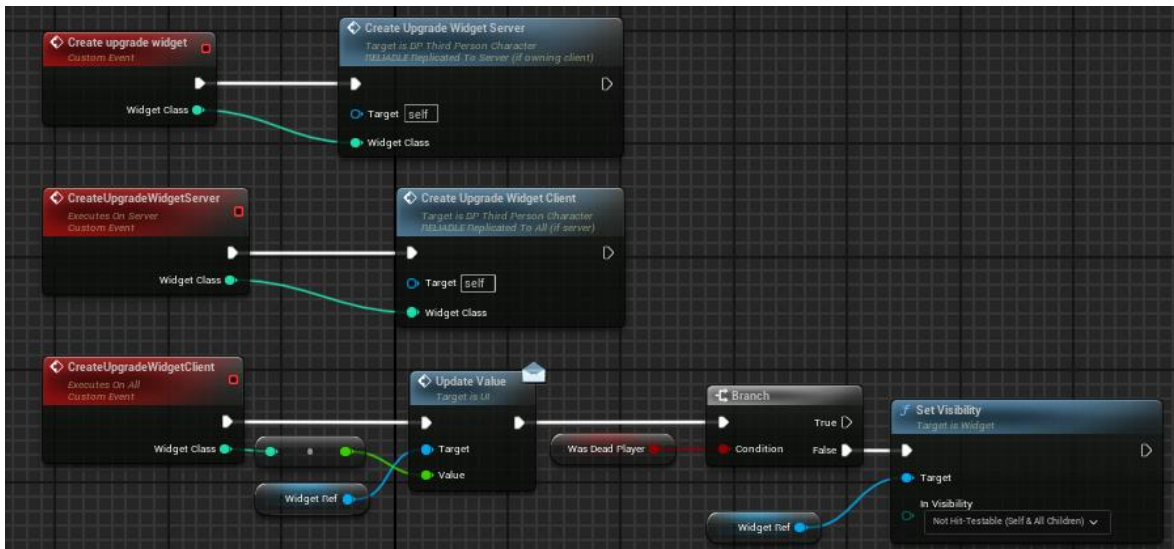 Create upgrade widget
Custom Event
Widget Class
Create Upgrade Widget Server
Target is BP Third Person Character
RELIABLE Replicated To Server (if owning client)
Target self
Widget Class
CreateUpgradeWidgetServer
Executes On Server
Custom Event
Widget Class
Create Upgrade Widget Client
Target is BP Third Person Character
RELIABLE Replicated To All (if server)
Target self
Widget Class
CreateUpgradeWidgetClient
Executes On All
Custom Event
Widget Class
Widget Ref
Update Value
Target is UI
Target
Value
Was Dead Player
Branch
True
Condition
False
Widget Ref
Set Visibility
Target is Widget
Target
In Visibility
Not Hit-Testable (Self & All Children)